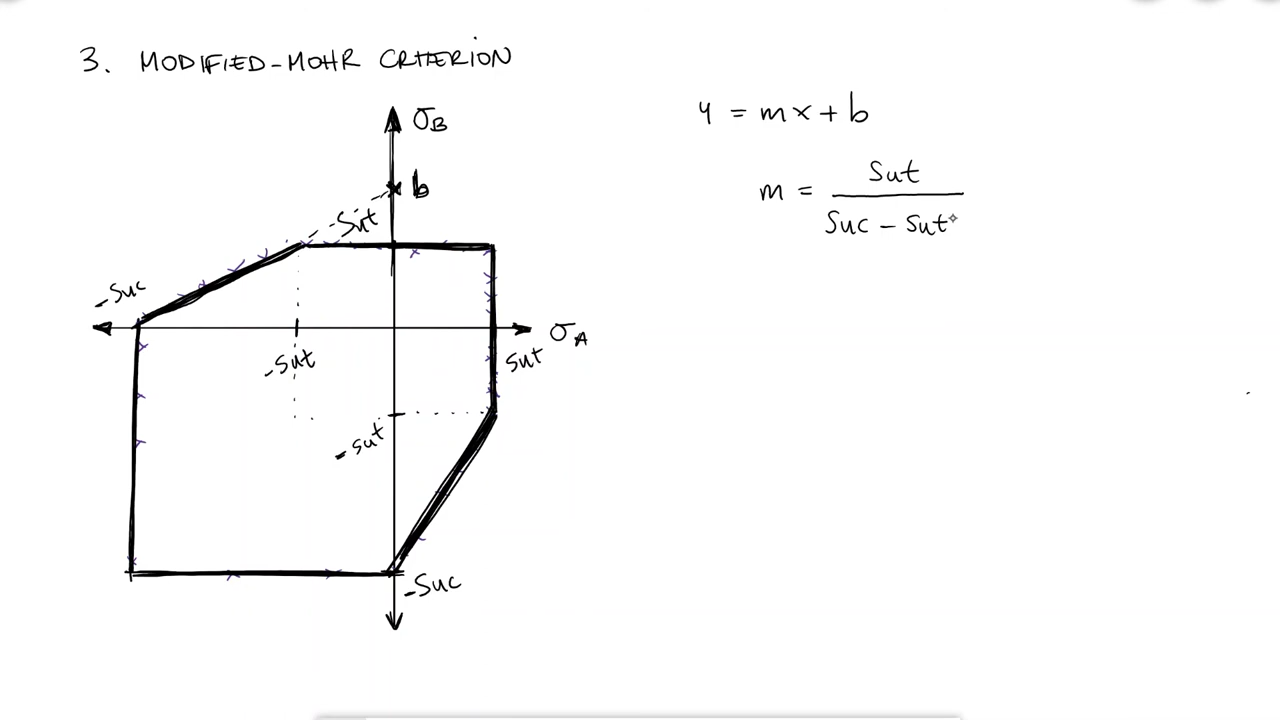 3. MODIFIED-MOHR CRITERION
σB
y = mx + b
b
m = Sut / Suc - Sut
-Sut
-Suc
σA
-Sut
Sut
-Sut
-Suc